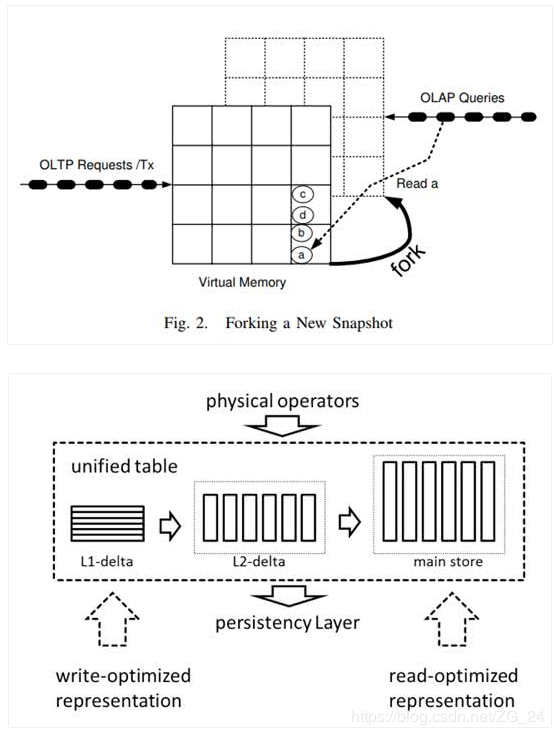 OLAP Queries
OLTP Requests /Tx
Read a
c
d
b
a
fork
Virtual Memory
Fig. 2. Forking a New Snapshot
physical operators
unified table
L1-delta
L2-delta
main store
persistency Layer
write-optimized
representation
read-optimized
representation
https://blog.csdn.net/ZG_24